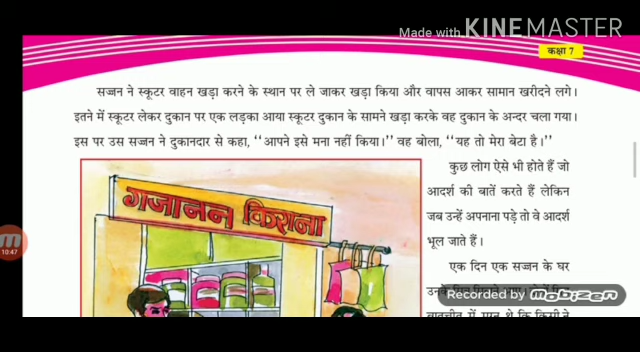 Made with KINEMASTER
कक्षा 7
सज्जन ने स्कूटर वाहन खड़ा करने के स्थान पर ले जाकर खड़ा किया और वापस आकर सामान खरीदने लगे।
इतने में स्कूटर लेकर दुकान पर एक लड़का आया स्कूटर दुकान के सामने खड़ा करके वह दुकान के अन्दर चला गया।
इस पर उस सज्जन ने दुकानदार से कहा, ‘‘आपने इसे मना नहीं किया।’’ वह बोला, ‘‘यह तो मेरा बेटा है।’’
कुछ लोग ऐसे भी होते हैं जो
आदर्श की बातें करते हैं लेकिन
जब उन्हें अपनाना पड़े तो वे आदर्श
भूल जाते हैं।
गजानन किराना
एक दिन एक सज्जन के घर
Recorded by mobizen
बातचीत में मग्न थे कि किसी ने
10:47